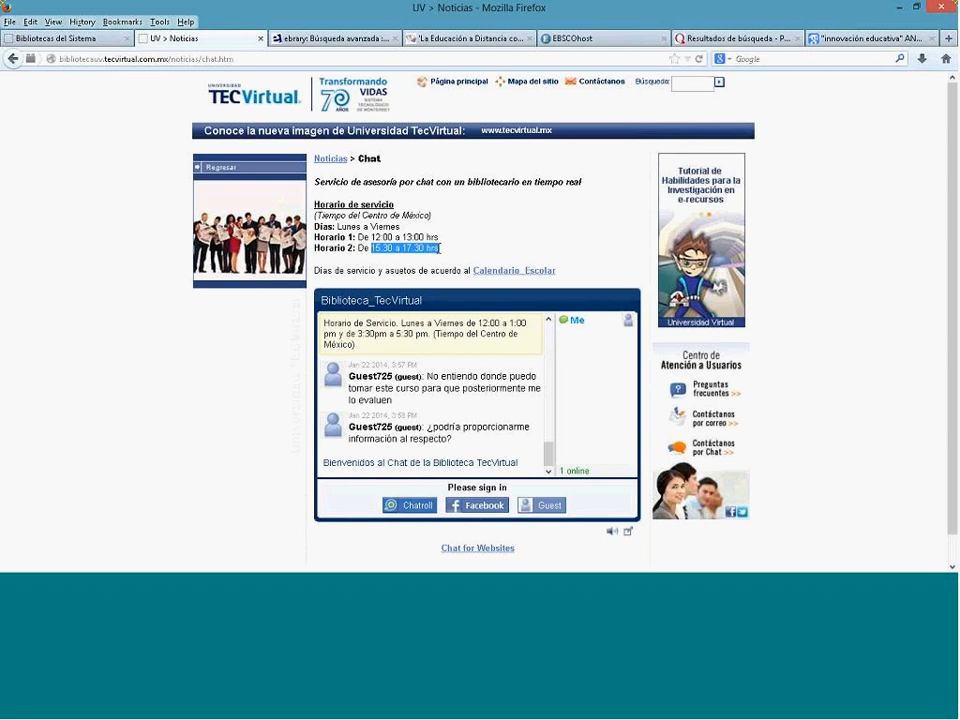 UV > Noticias - Mozilla Firefox
File Edit View History Bookmarks Tools Help
Bibliotecas del Sistema
UV > Noticias
ebrary: Búsqueda avanzada :...
'La Educación a Distancia co...
EBSCOhost
Resultados de búsqueda - P...
"innovación educativa" AN...
bibliotecauv.tecvirtual.com.mx/noticias/chat.htm
Google
UNIVERSIDAD
TECVirtual.
Transformando
70 AÑOS VIDAS
SISTEMA
TECNOLÓGICO
DE MONTERREY
Página principal
Mapa del sitio
Contáctanos
Búsqueda:
Conoce la nueva imagen de Universidad TecVirtual: www.tecvirtual.mx
Regresar
Noticias > Chat
Servicio de asesoría por chat con un bibliotecario en tiempo real
Horario de servicio
(Tiempo del Centro de México)
Días: Lunes a Viernes
Horario 1: De 12:00 a 13:00 hrs
Horario 2: De 15:30 a 17:30 hrs
Días de servicio y asuetos de acuerdo al Calendario Escolar
Biblioteca_TecVirtual
Horario de Servicio. Lunes a Viernes de 12:00 a 1:00
pm y de 3:30pm a 5:30 pm. (Tiempo del Centro de
México)
Jan 22 2014, 3:57 PM
Guest725 (guest): No entiendo donde puedo
tomar este curso para que posteriormente me
lo evaluen
Jan 22 2014, 3:58 PM
Guest725 (guest): ¿podría proporcionarme
información al respecto?
Bienvenidos al Chat de la Biblioteca TecVirtual
Me
1 online
Please sign in
Chatroll
Facebook
Guest
Chat for Websites
Tutorial de
Habilidades para la
Investigación en
e-recursos
Universidad Virtual
Centro de
Atención a Usuarios
Preguntas
frecuentes >>
Contáctanos
por correo >>
Contáctanos
por Chat >>